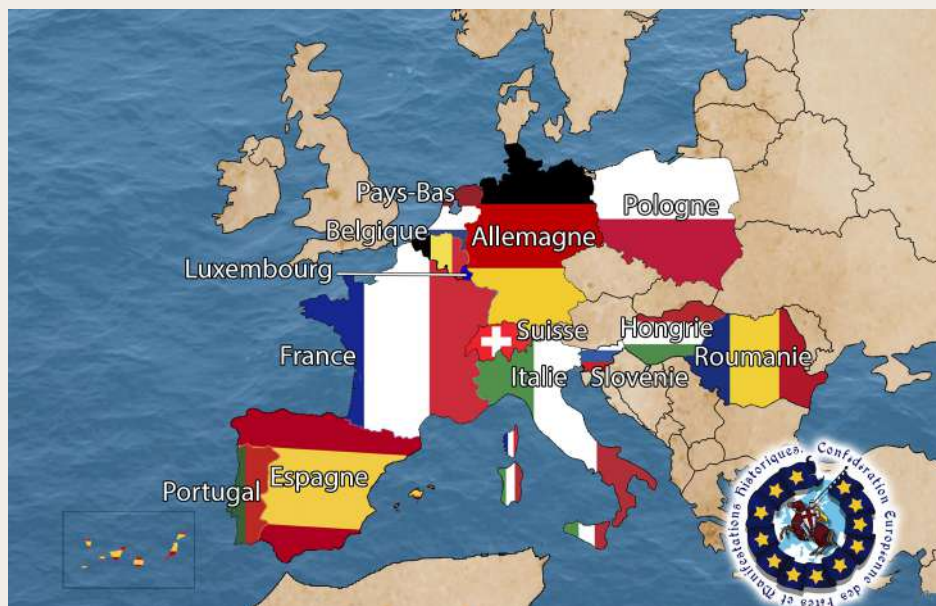 Pays-Bas
Pologne
Belgique
Allemagne
Luxembourg
Suisse
Hongrie
France
Roumanie
Italie
Slovénie
Espagne
Portugal
Confédération Européenne des Fêtes et Manifestations Historiques.